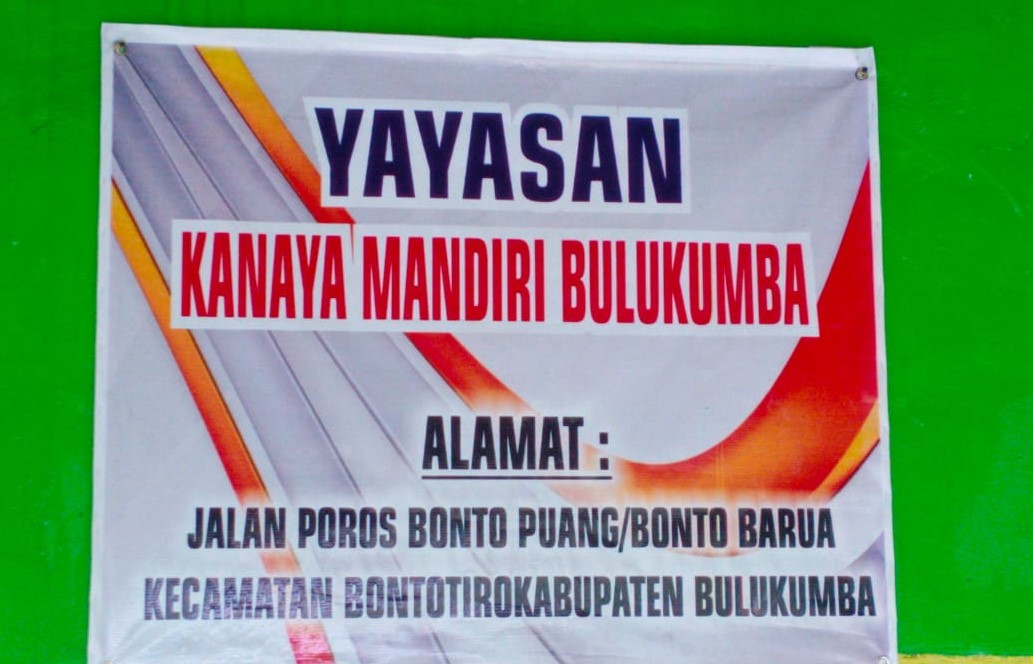 YAYASAN
KANAYA MANDIRI BULUKUMBA
ALAMAT :
JALAN POROS BONTO PUANG/BONTO BARUA
KECAMATAN BONTOTIROKABUPATEN BULUKUMBA